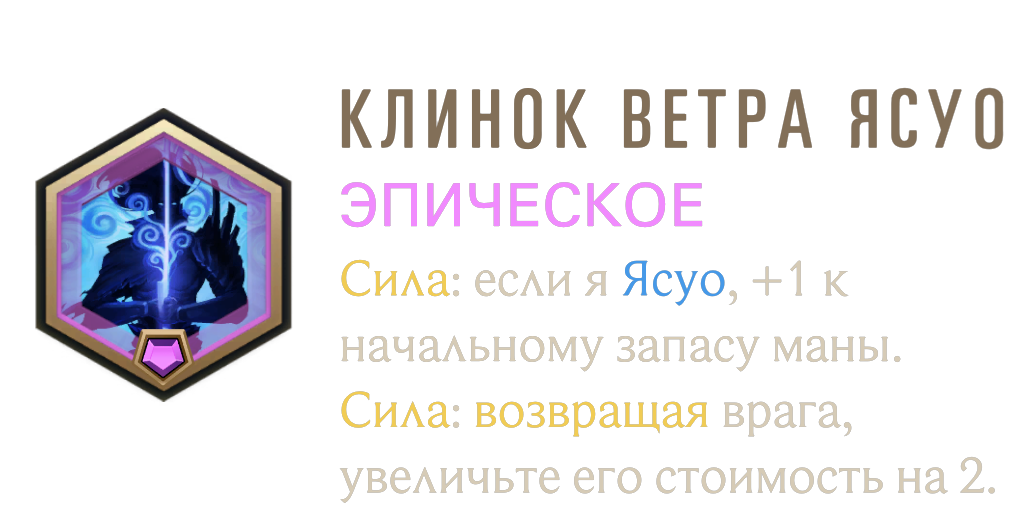 КЛИНОК ВЕТРА ЯСУО
ЭПИЧЕСКОЕ
Сила: если я Ясуо, +1 к
начальному запасу маны.
Сила: возвращая врага,
увеличьте его стоимость на 2.